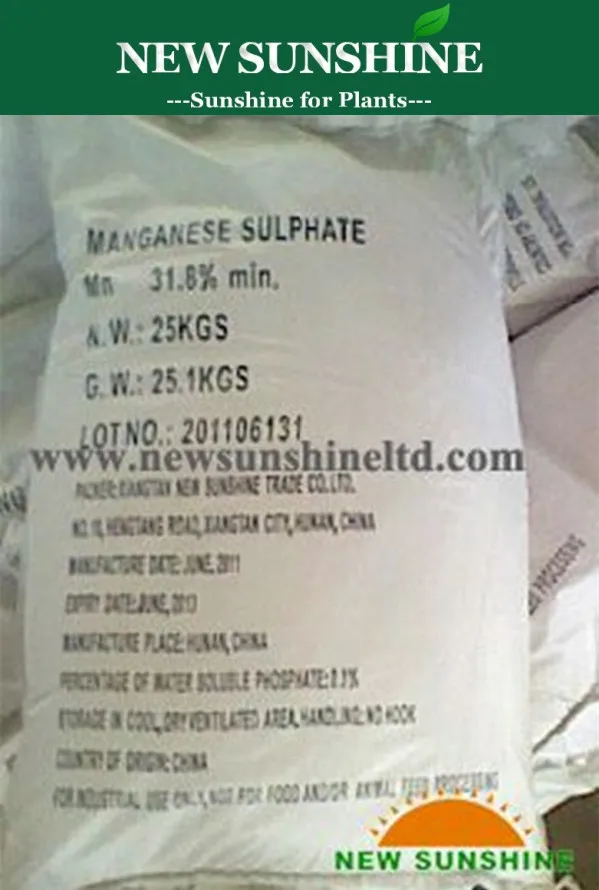 NEW SUNSHINE
---Sunshine for Plants---
MANGANESE SULPHATE
Mn 31.8% min.
N.W.: 25KGS
G.W.: 25.1KGS
LOT NO.: 201106131
www.newsunshineltd.com
PACKER: XIANGTAN NEW SUNSHINE TRADE CO.LTD.
HENGTANG ROAD, XIANGTAN CITY, HUNAN, CHINA
MANUFACTURE DATE: JUNE, 2011
EXPIRY DATE: JUNE, 2013
MANUFACTURE PLACE: HUNAN, CHINA
PERCENTAGE OF WATER SOLUBLE PHOSPHATE:
STORAGE IN COOL, DRY VENTILATED AREA, HANDLING: NO HOOK
COUNTRY OF ORIGIN: CHINA
FOR INDUSTRIAL USE ONLY, NOT FOR FOOD AND/OR ANIMAL FEED PROCESSING
PROCESSING
NEW SUNSHINE